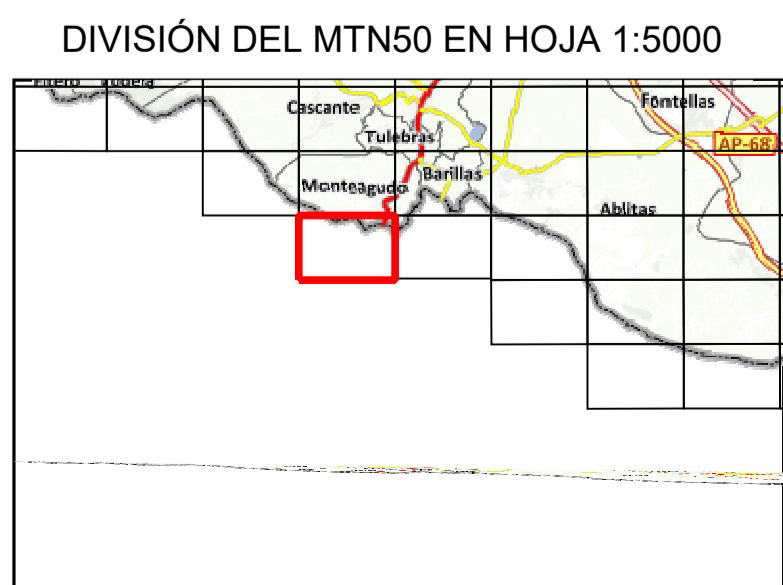 DIVISIÓN DEL MTN50 EN HOJA 1:5000
Cascante
Fontellas
Tulebras
AP-68
Barillas
Monteagudo
Ablitas